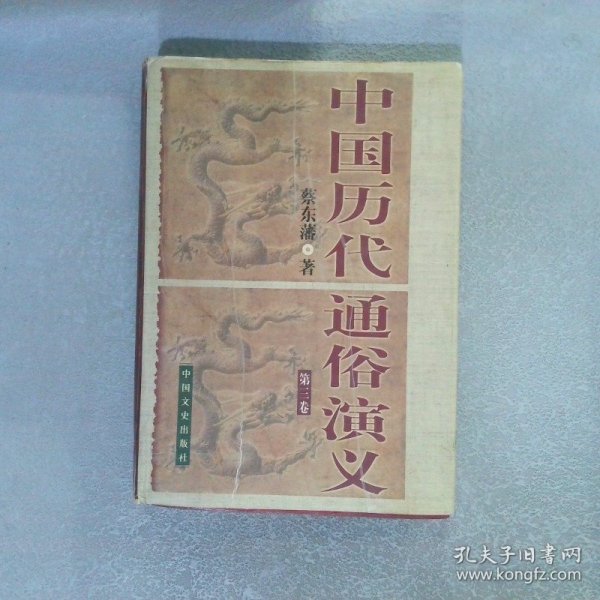 中国历代通俗演义
蔡东藩 著
第三卷
中国文史出版社
孔夫子旧书网
www.kongfz.com